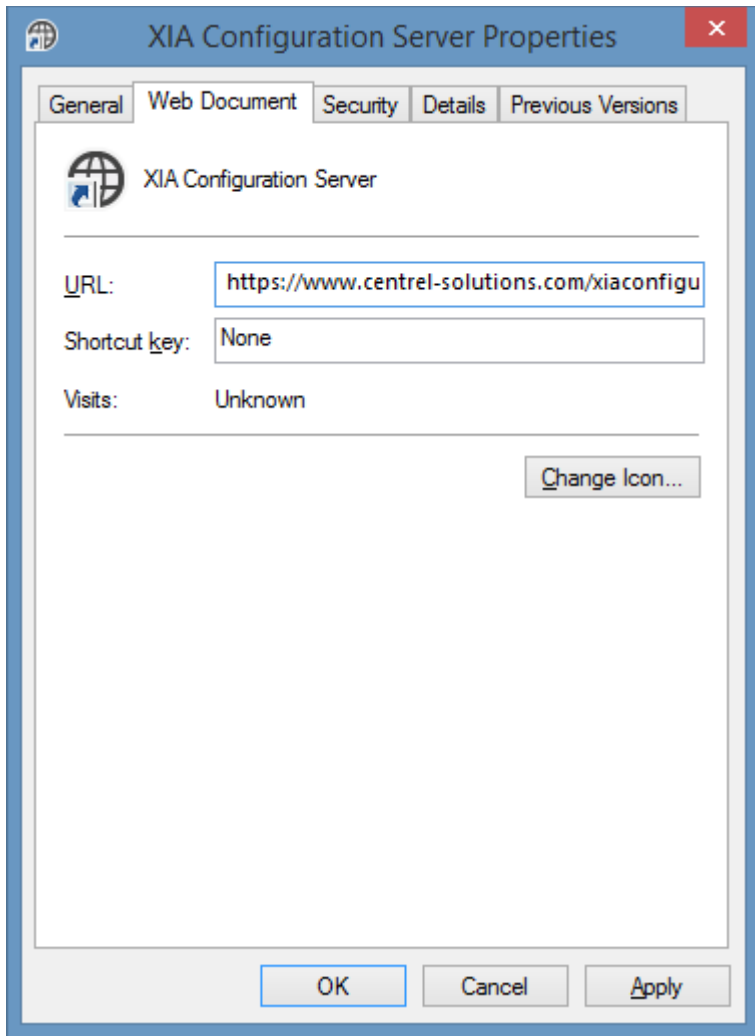 XIA Configuration Server Properties
General Web Document Security Details Previous Versions
XIA Configuration Server
URL: https://www.centrel-solutions.com/xiaconfigu
Shortcut key: None
Visits: Unknown
Change Icon...
OK Cancel Apply